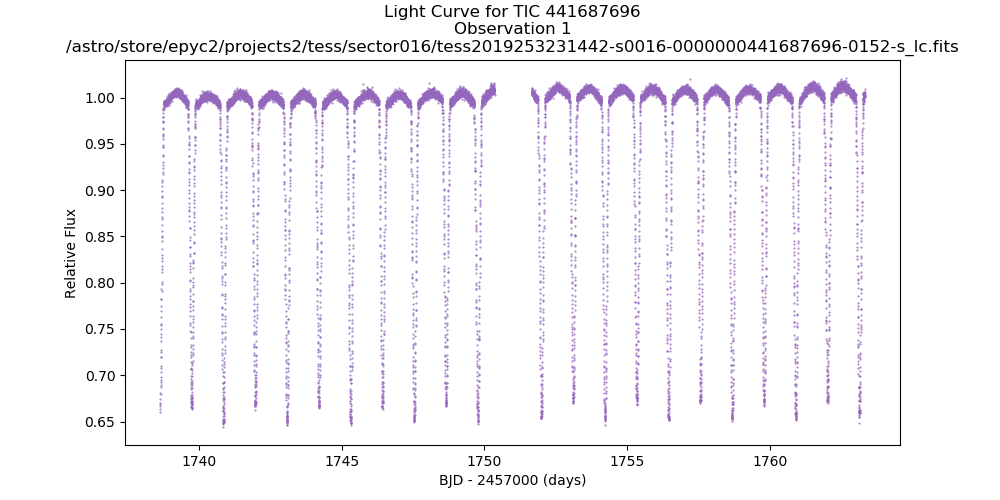 Light Curve for TIC 441687696
Observation 1
/astro/store/epyc2/projects2/tess/sector016/tess2019253231442-s0016-0000000441687696-0152-s_lc.fits
1.00
0.95
0.90
0.85
0.80
0.75
0.70
0.65
Relative Flux
1740
1745
1750
1755
1760
BJD - 2457000 (days)